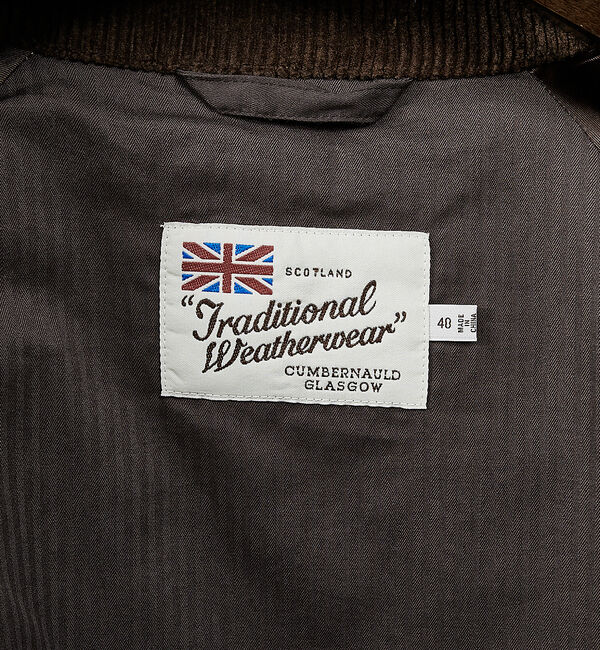 SCOTLAND
"Traditional
Weatherwear"
CUMBERNAULD
GLASGOW
40
MADE
IN
CHINA